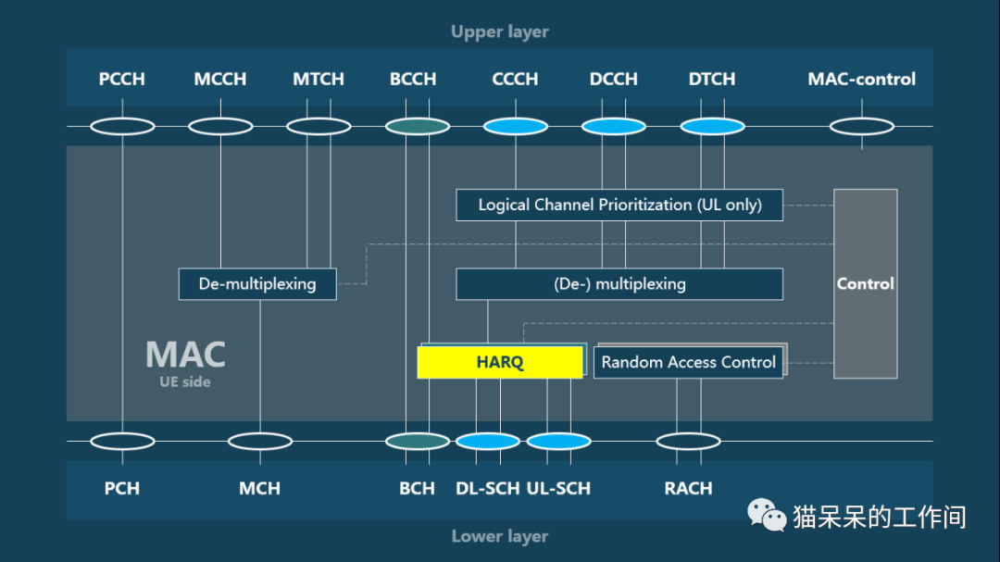 Upper layer
PCCH MCCH MTCH BCCH CCCH DCCH DTCH MAC-control
Logical Channel Prioritization (UL only)
De-multiplexing (De-) multiplexing Control
MAC
UE side
HARQ Random Access Control
PCH MCH BCH DL-SCH UL-SCH RACH
猫呆呆的工作间
Lower layer